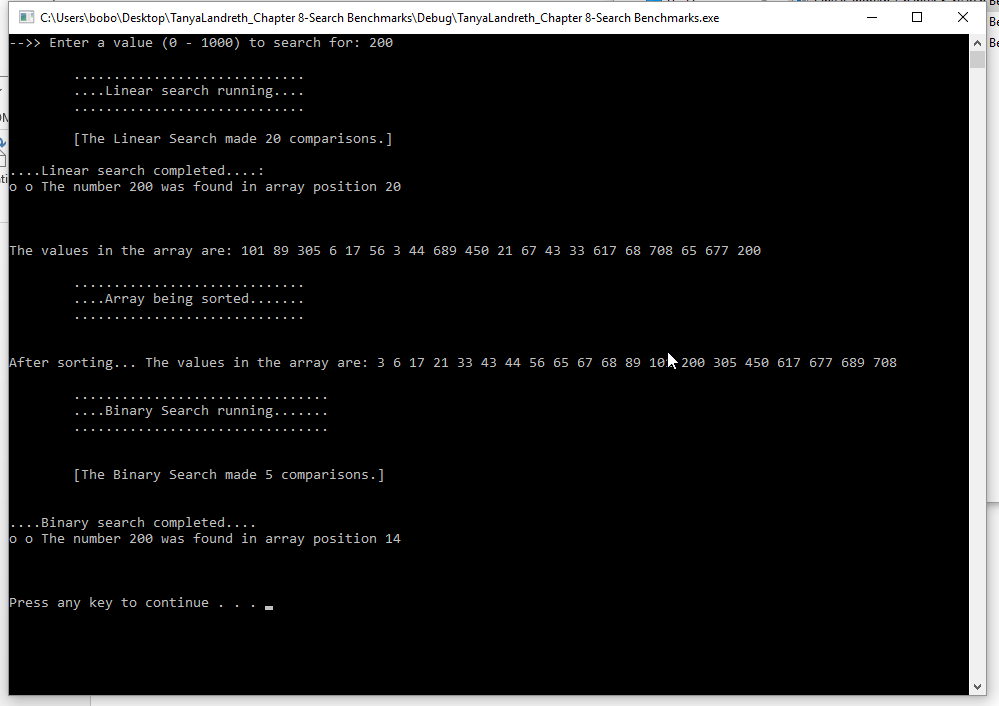 C:\Users\bobo\Desktop\TanyaLandreth_Chapter 8-Search Benchmarks\Debug\TanyaLandreth_Chapter 8-Search Benchmarks.exe
-->> Enter a value (0 - 1000) to search for: 200
.............................
....Linear search running....
.............................
[The Linear Search made 20 comparisons.]
....Linear search completed....:
o o The number 200 was found in array position 20
The values in the array are: 101 89 305 6 17 56 3 44 689 450 21 67 43 33 617 68 708 65 677 200
.............................
....Array being sorted.......
.............................
After sorting... The values in the array are: 3 6 17 21 33 43 44 56 65 67 68 89 101 200 305 450 617 677 689 708
................................
....Binary Search running.......
................................
[The Binary Search made 5 comparisons.]
....Binary search completed....
o o The number 200 was found in array position 14
Press any key to continue . . .